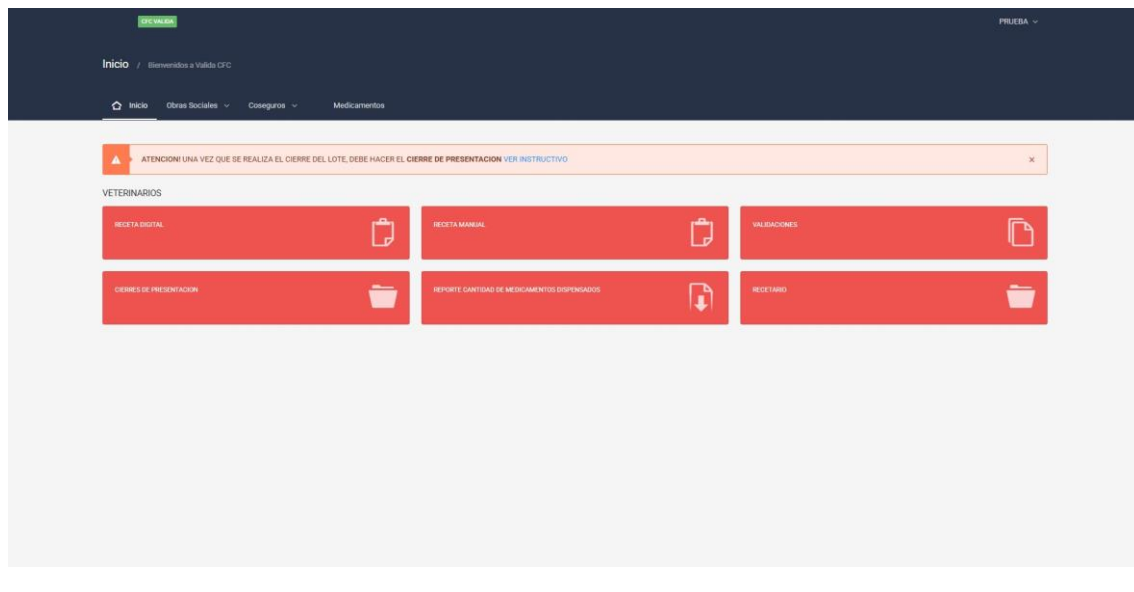 CFC VALIDA
PRUEBA
Inicio / Bienvenidos a Valida CFC
Inicio Obras Sociales Coseguros Medicamentos
ATENCION! UNA VEZ QUE SE REALIZA EL CIERRE DEL LOTE, DEBE HACER EL CIERRE DE PRESENTACION VER INSTRUCTIVO ×
VETERINARIOS
RECETA DIGITAL RECETA MANUAL VALIDACIONES
CIERRES DE PRESENTACION REPORTE CANTIDAD DE MEDICAMENTOS DISPENSADOS RECETARIO